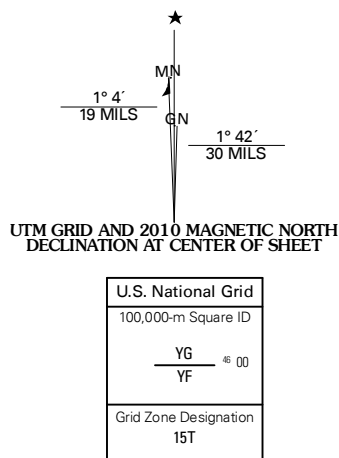 ★
MN
1° 4´
19 MILS
GN
1° 42´
30 MILS
UTM GRID AND 2010 MAGNETIC NORTH
DECLINATION AT CENTER OF SHEET
U.S. National Grid
100,000-m Square ID
YG
46 00
YF
Grid Zone Designation
15T